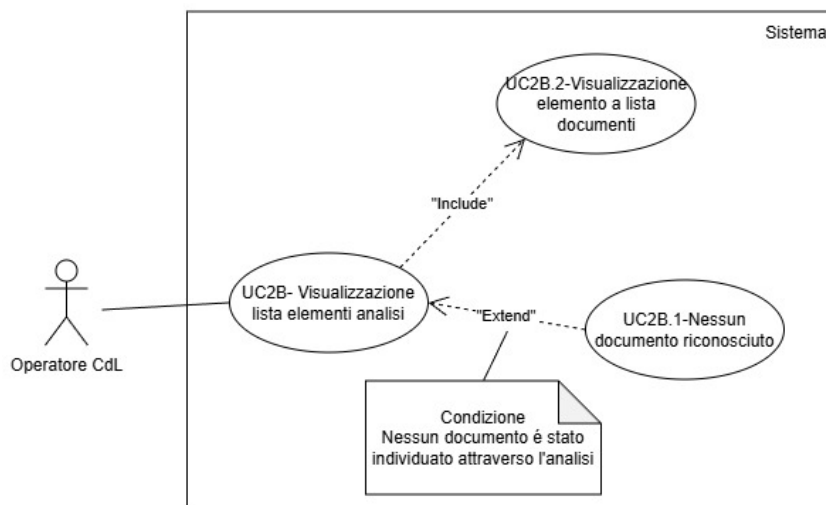 Sistema
UC2B.2-Visualizzazione
elemento a lista
documenti
"Include"
UC2B- Visualizzazione
lista elementi analisi
"Extend"
UC2B.1-Nessun
documento riconosciuto
Operatore CdL
Condizione
Nessun documento é stato
individuato attraverso l'analisi